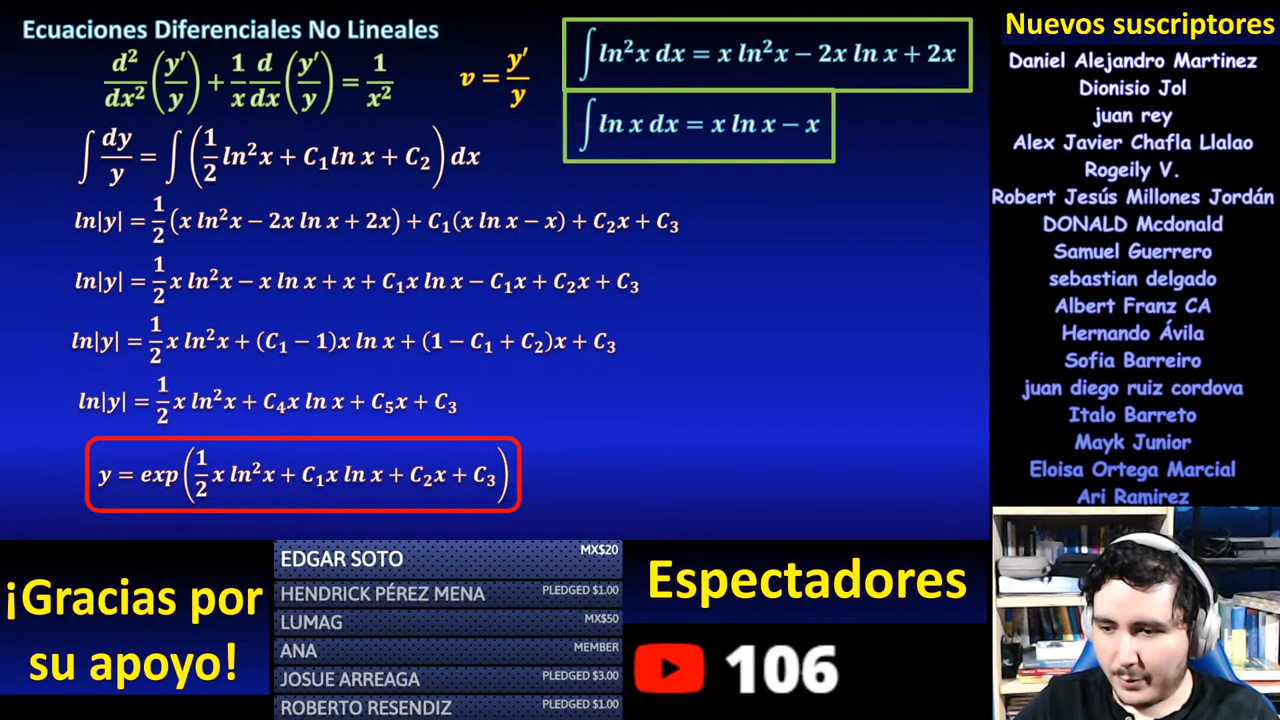 Ecuaciones Diferenciales No Lineales
d²/dx² (y′/y) + 1/x d/dx (y′/y) = 1/x²
v = y′/y
∫ ln²x dx = x ln²x − 2x ln x + 2x
∫ ln x dx = x ln x − x
∫ dy/y = ∫ (1/2 ln²x + C₁ln x + C₂) dx
ln|y| = 1/2 (x ln²x − 2x ln x + 2x) + C₁(x ln x − x) + C₂x + C₃
ln|y| = 1/2 x ln²x − x ln x + x + C₁x ln x − C₁x + C₂x + C₃
ln|y| = 1/2 x ln²x + (C₁ − 1)x ln x + (1 − C₁ + C₂)x + C₃
ln|y| = 1/2 x ln²x + C₄x ln x + C₅x + C₃
y = exp (1/2 x ln²x + C₁x ln x + C₂x + C₃)
Nuevos suscriptores
Daniel Alejandro Martinez
Dionisio Jol
juan rey
Alex Javier Chafla Llalao
Rogeily V.
Robert Jesús Millones Jordán
DONALD Mcdonald
Samuel Guerrero
sebastian delgado
Albert Franz CA
Hernando Ávila
Sofia Barreiro
juan diego ruiz cordova
Italo Barreto
Mayk Junior
Eloisa Ortega Marcial
Ari Ramirez
¡Gracias por
su apoyo!
EDGAR SOTO MX$20
HENDRICK PÉREZ MENA PLEDGED $1.00
LUMAG MX$50
ANA MEMBER
JOSUE ARREAGA PLEDGED $3.00
ROBERTO RESENDIZ PLEDGED $1.00
Espectadores
106